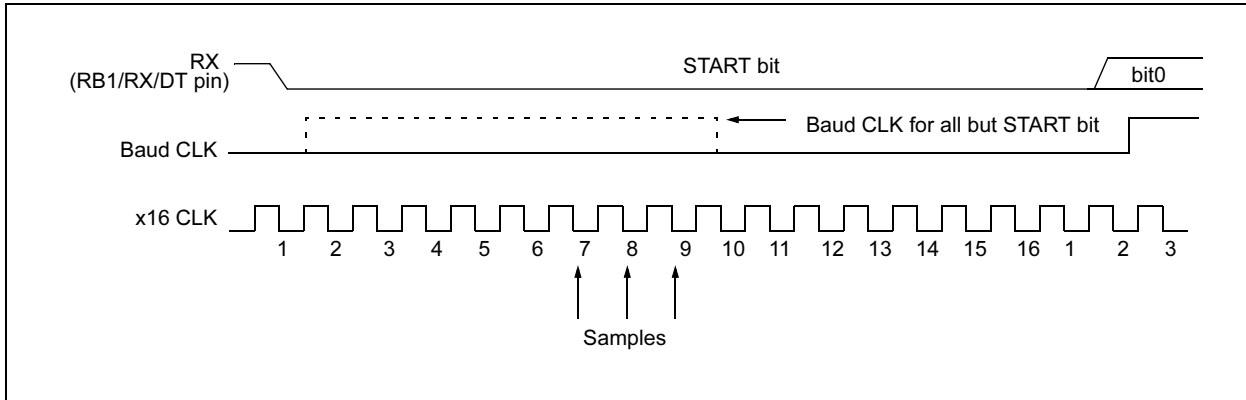 RX
(RB1/RX/DT pin)
START bit
bit0
Baud CLK for all but START bit
Baud CLK
x16 CLK
1 2 3 4 5 6 7 8 9 10 11 12 13 14 15 16 1 2 3
Samples